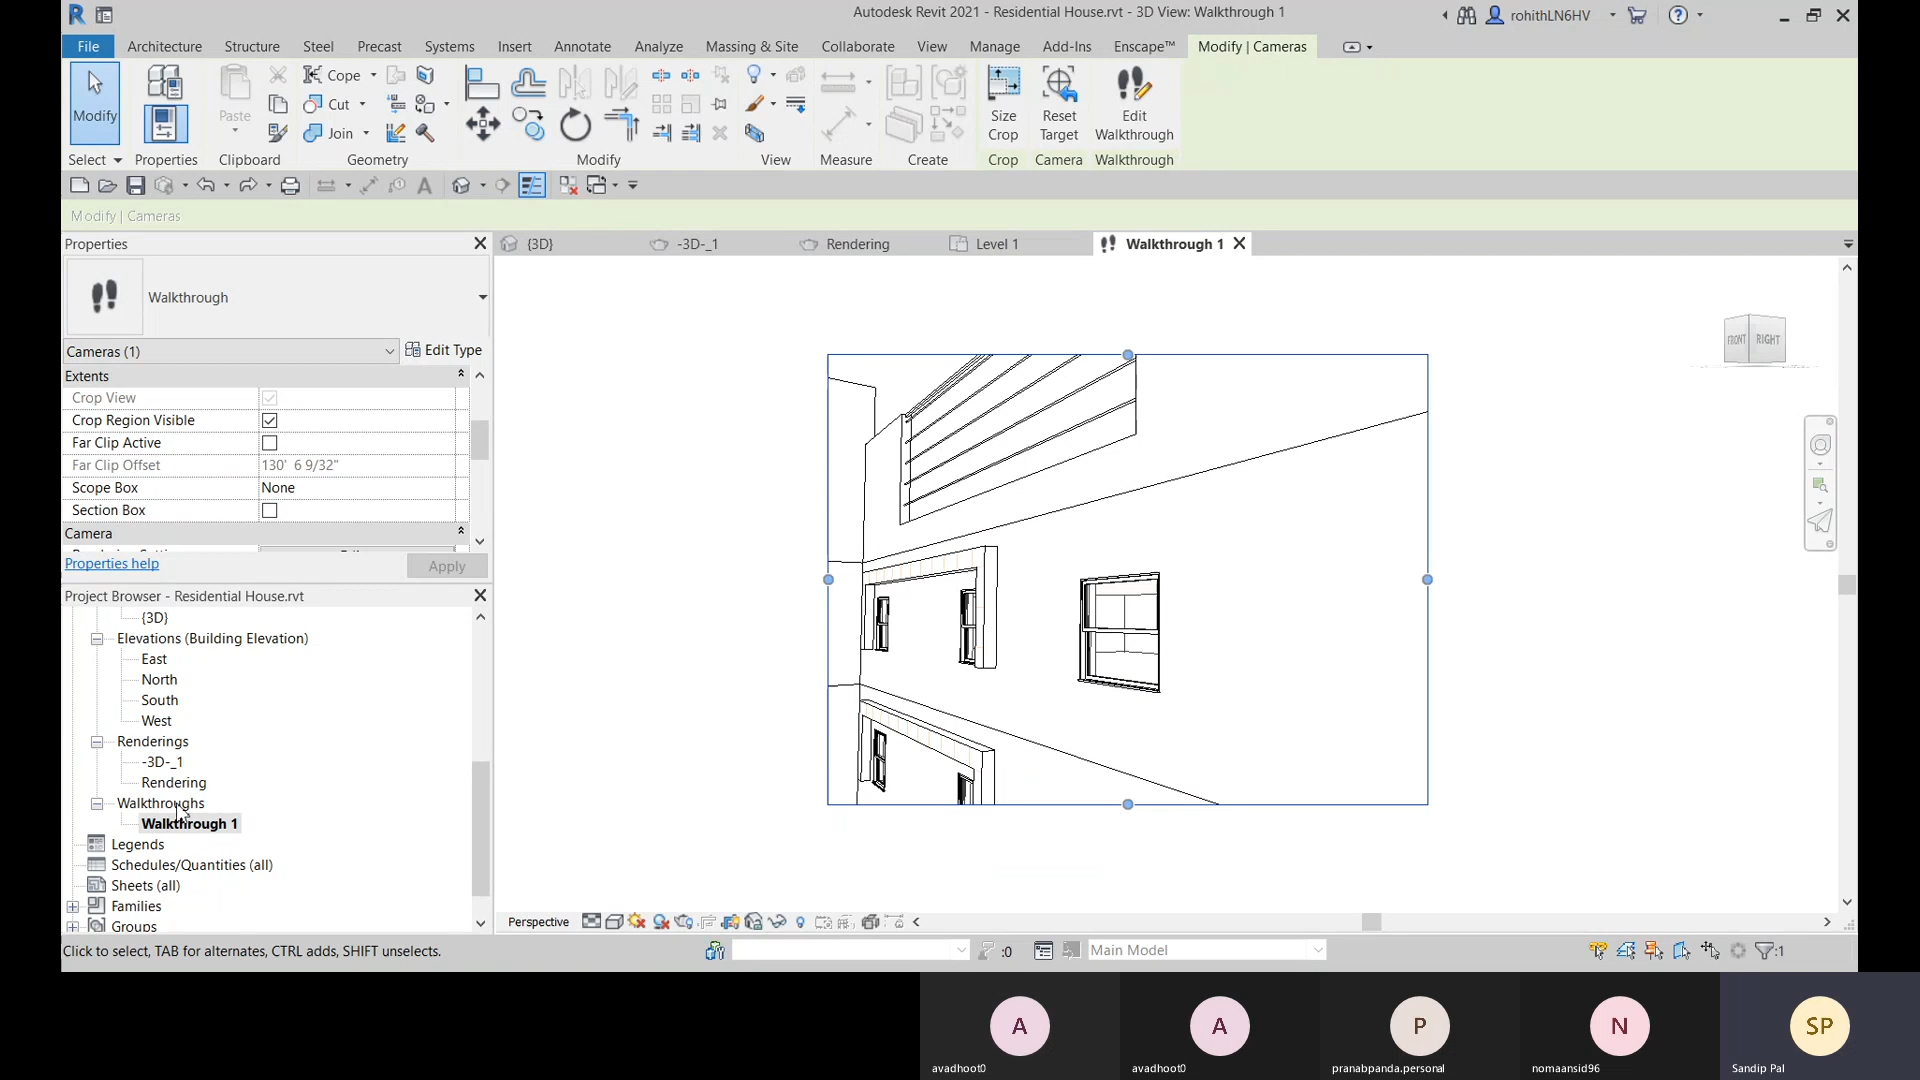 Autodesk Revit 2021 - Residential House.rvt - 3D View: Walkthrough 1
rohithLN6HV
File Architecture Structure Steel Precast Systems Insert Annotate Analyze Massing & Site Collaborate View Manage Add-Ins Enscape™ Modify | Cameras
Modify
Paste
Cope
Cut
Join
Size Crop
Reset Target
Edit Walkthrough
Select Properties Clipboard Geometry Modify View Measure Create Crop Camera Walkthrough
Modify | Cameras
Properties
{3D} -3D-_1 Rendering Level 1 Walkthrough 1
Walkthrough
Cameras (1) Edit Type
Extents
Crop View
Crop Region Visible
Far Clip Active
Far Clip Offset 130' 6 9/32"
Scope Box None
Section Box
Camera
Properties help Apply
FRONT RIGHT
Project Browser - Residential House.rvt
{3D}
Elevations (Building Elevation)
East
North
South
West
Renderings
-3D-_1
Rendering
Walkthroughs
Walkthrough 1
Legends
Schedules/Quantities (all)
Sheets (all)
Families
Groups
Perspective
Click to select, TAB for alternates, CTRL adds, SHIFT unselects.
:0
Main Model
:1
A A P N SP
avadhoot0 avadhoot0 pranabpanda.personal nomaansid96 Sandip Pal